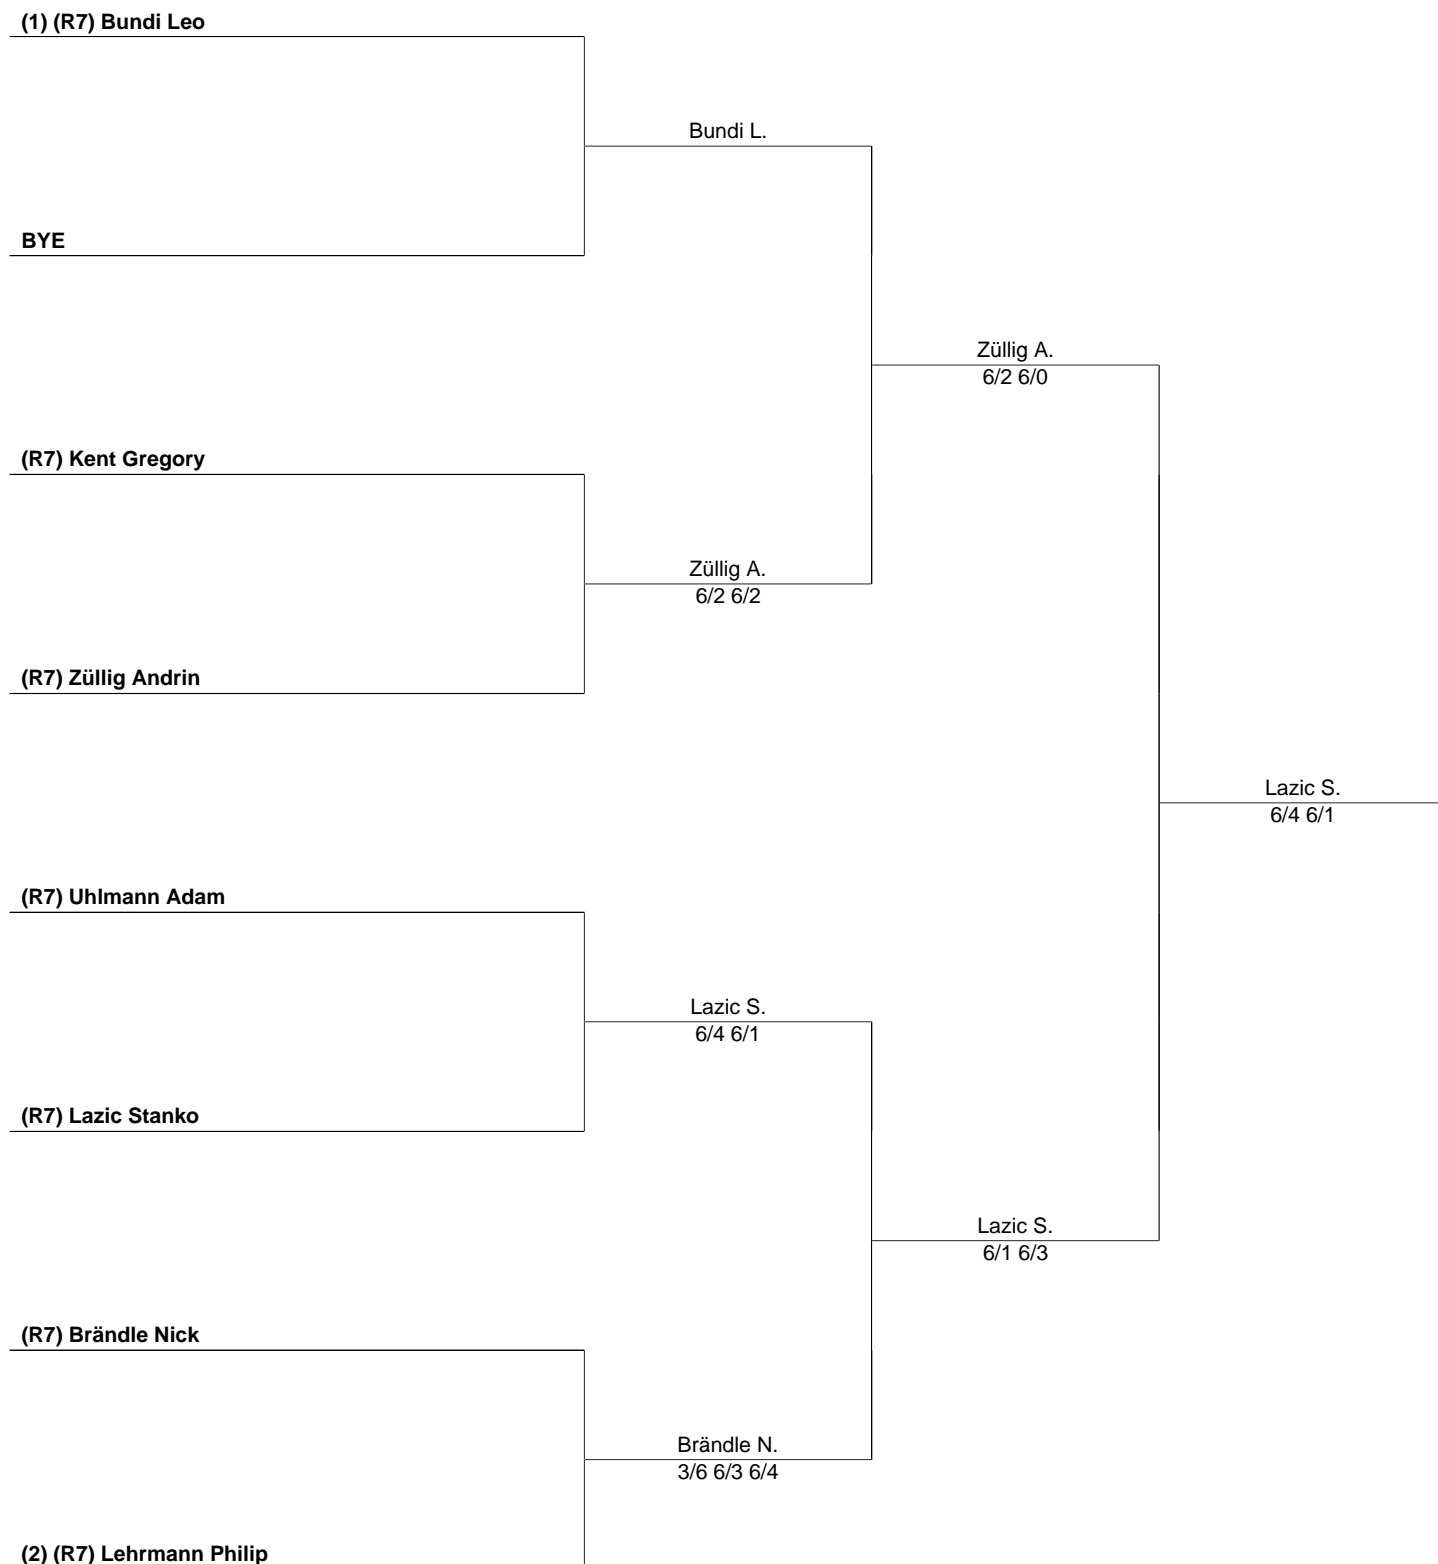 (1) (R7) Bundi Leo
Bundi L.
BYE
Züllig A.
6/2 6/0
(R7) Kent Gregory
Züllig A.
6/2 6/2
(R7) Züllig Andrin
Lazic S.
6/4 6/1
(R7) Uhlmann Adam
Lazic S.
6/4 6/1
(R7) Lazic Stanko
Lazic S.
6/1 6/3
(R7) Brändle Nick
Brändle N.
3/6 6/3 6/4
(2) (R7) Lehrmann Philip